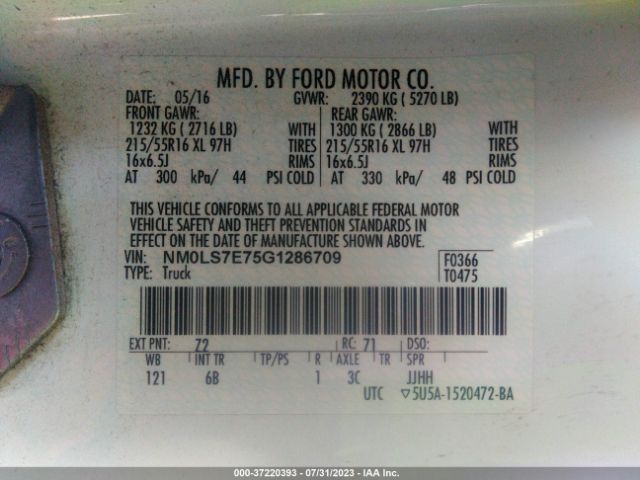 MFD. BY FORD MOTOR CO.
DATE: 05/16 GVWR: 2390 KG ( 5270 LB)
FRONT GAWR: REAR GAWR:
1232 KG ( 2716 LB) WITH 1300 KG ( 2866 LB) WITH
215/55R16 XL 97H TIRES 215/55R16 XL 97H TIRES
16x6.5J RIMS 16x6.5J RIMS
AT 300 kPa/ 44 PSI COLD AT 330 kPa/ 48 PSI COLD
THIS VEHICLE CONFORMS TO ALL APPLICABLE FEDERAL MOTOR
VEHICLE SAFETY AND THEFT PREVENTION STANDARDS IN
EFFECT ON THE DATE OF MANUFACTURE SHOWN ABOVE.
VIN: NM0LS7E75G1286709 F0366
TYPE: Truck T0475
EXT PNT: Z2 RC: 71 DSO:
WB INT TR TP/PS R AXLE TR SPR
121 6B 1 3C JJHH
UTC ▽5U5A-1520472-BA
000-37220393 - 07/31/2023 - IAA Inc.